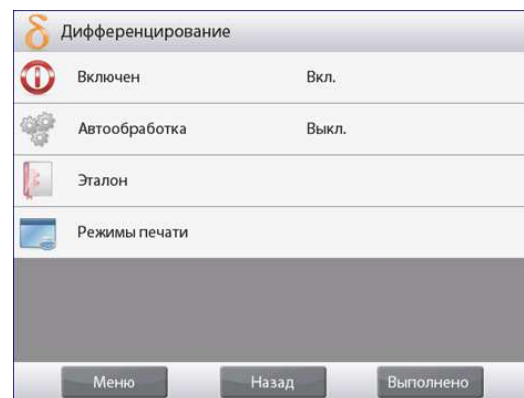 δ Дифференцирование
Включен Вкл.
Автообработка Выкл.
Эталон
Режимы печати
Меню Назад Выполнено